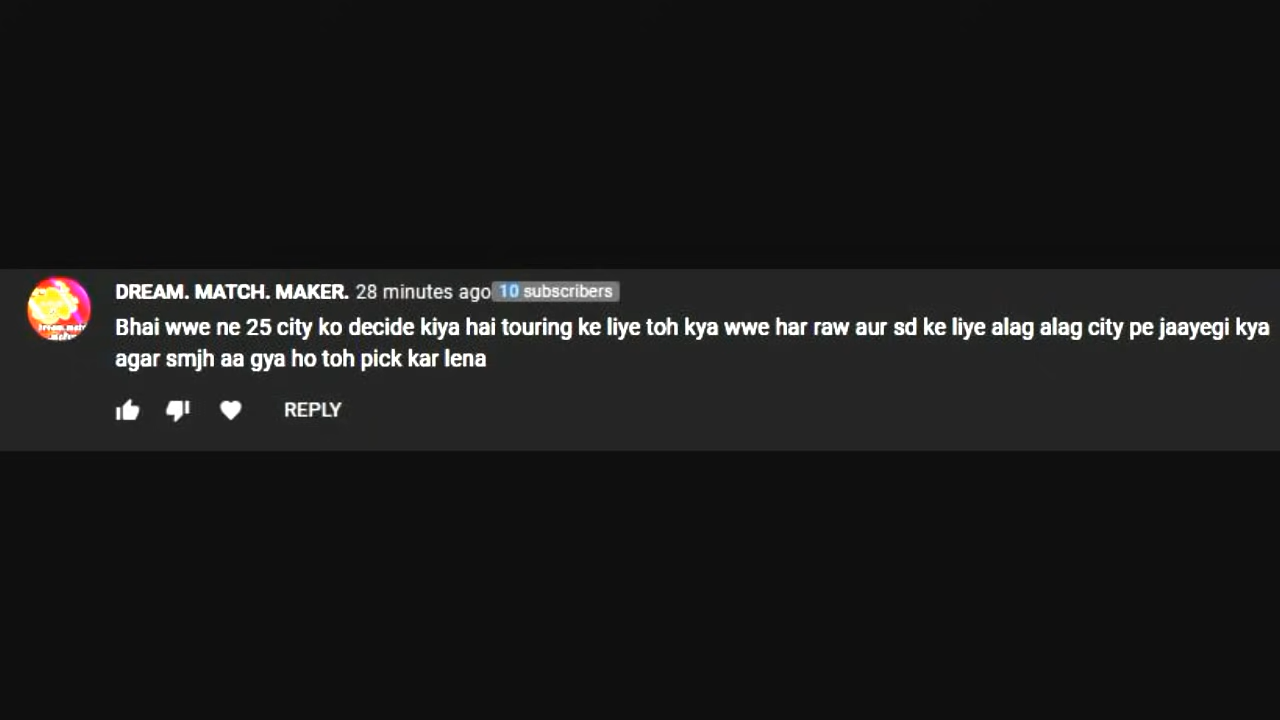 DREAM. MATCH. MAKER. 28 minutes ago 10 subscribers
Bhai wwe ne 25 city ko decide kiya hai touring ke liye toh kya wwe har raw aur sd ke liye alag alag city pe jaayegi kya
agar smjh aa gya ho toh pick kar lena
REPLY